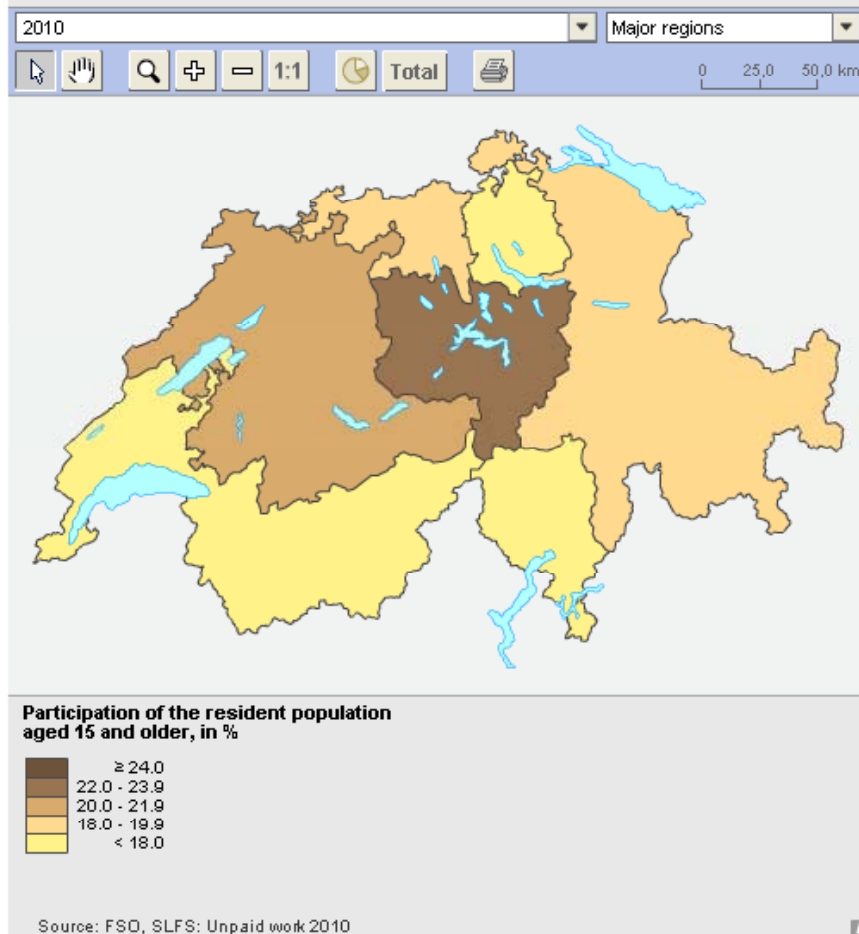 2010 Major regions
1:1 Total 0 25,0 50,0 km
Participation of the resident population
aged 15 and older, in %
≥ 24.0
22.0 - 23.9
20.0 - 21.9
18.0 - 19.9
< 18.0
Source: FSO, SLFS: Unpaid work 2010